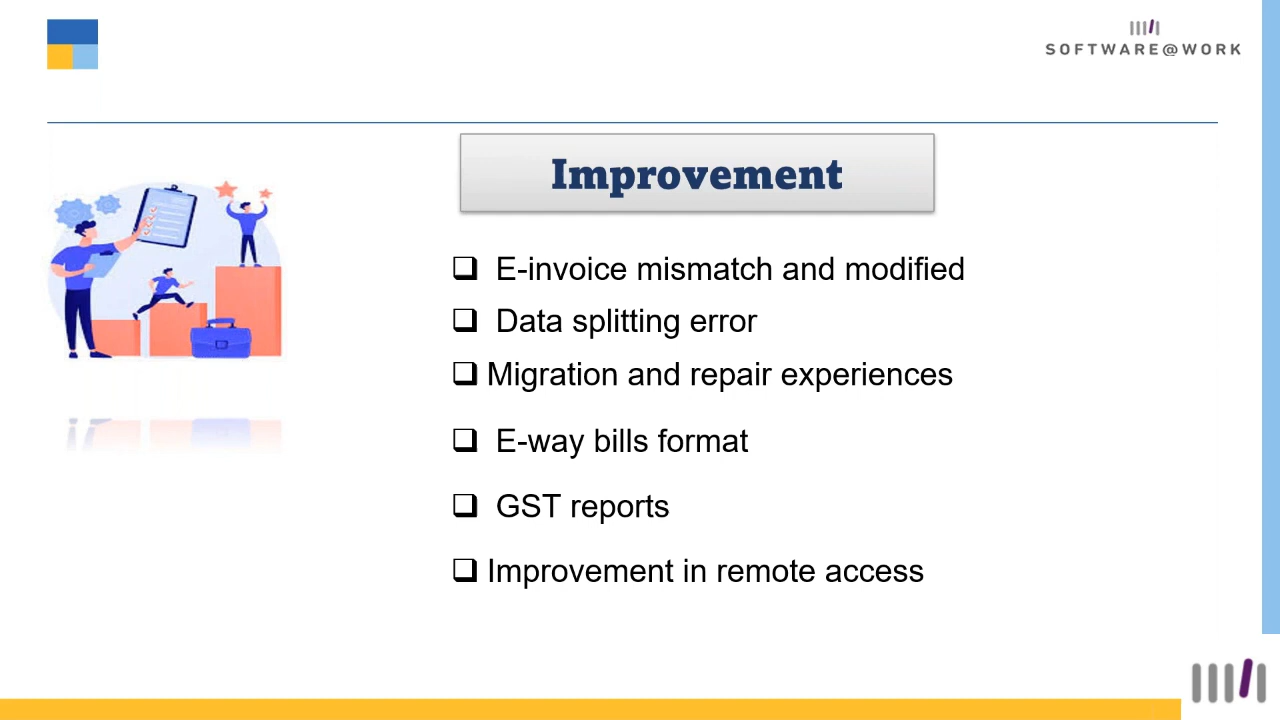 SOFTWARE@WORK
Improvement
❑ E-invoice mismatch and modified
❑ Data splitting error
❑ Migration and repair experiences
❑ E-way bills format
❑ GST reports
❑ Improvement in remote access